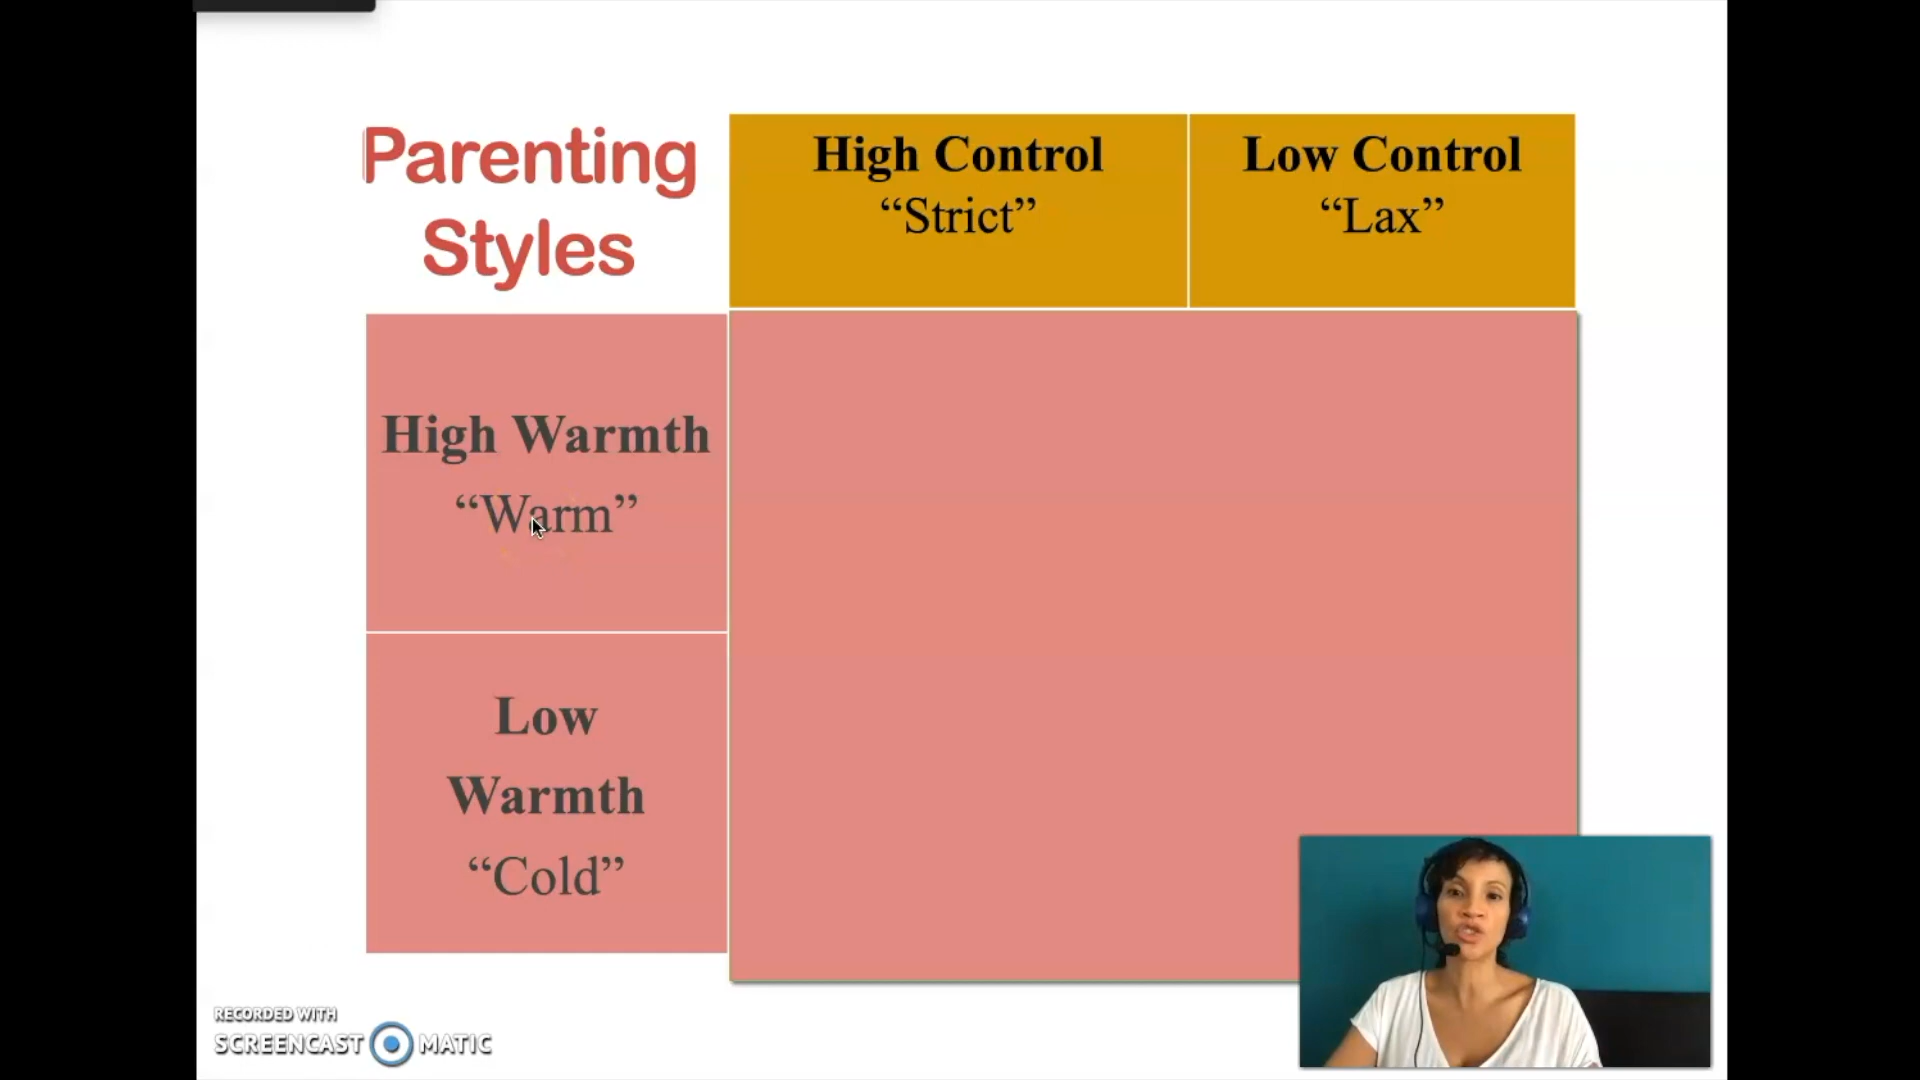 Parenting
Styles
High Control
“Strict”
Low Control
“Lax”
High Warmth
“Warm”
Low
Warmth
“Cold”
RECORDED WITH
SCREENCAST MATIC